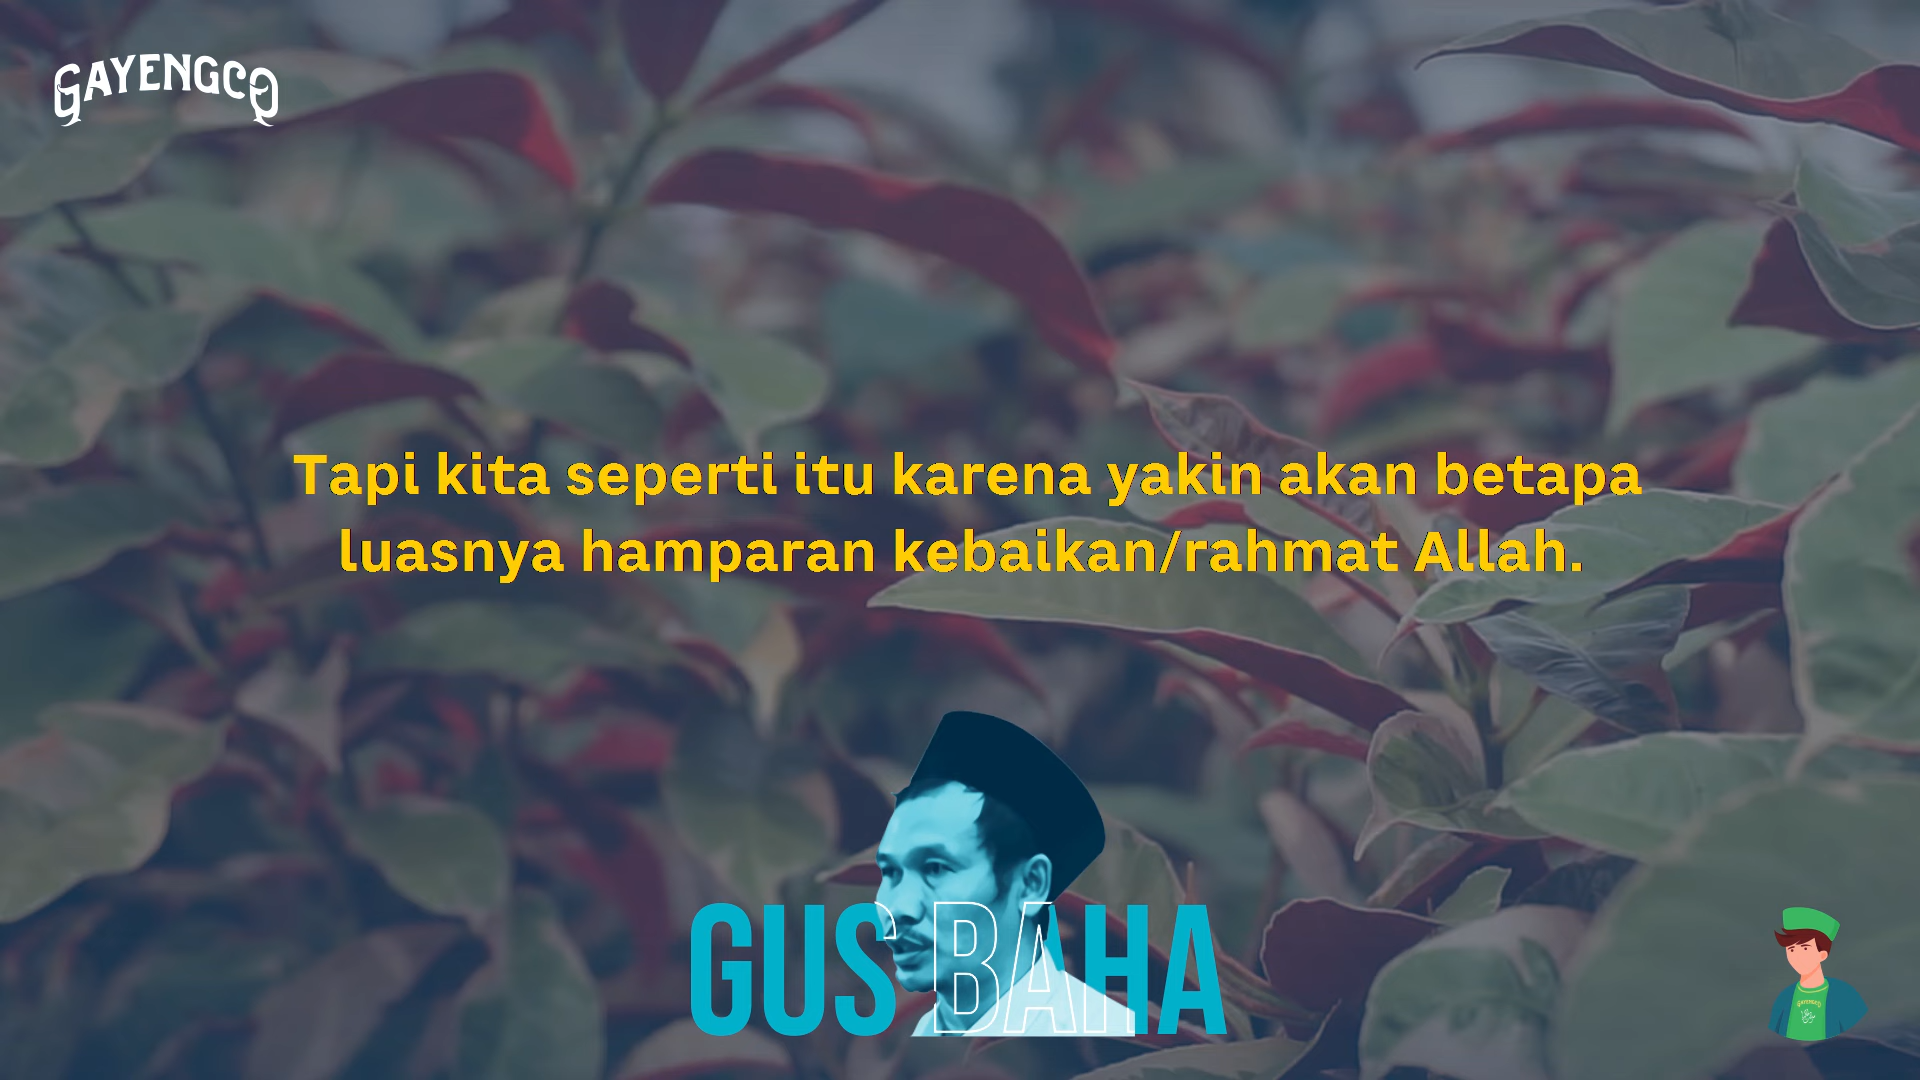 GAYENGCO
Tapi kita seperti itu karena yakin akan betapa
luasnya hamparan kebaikan/rahmat Allah.
GUS BAHA